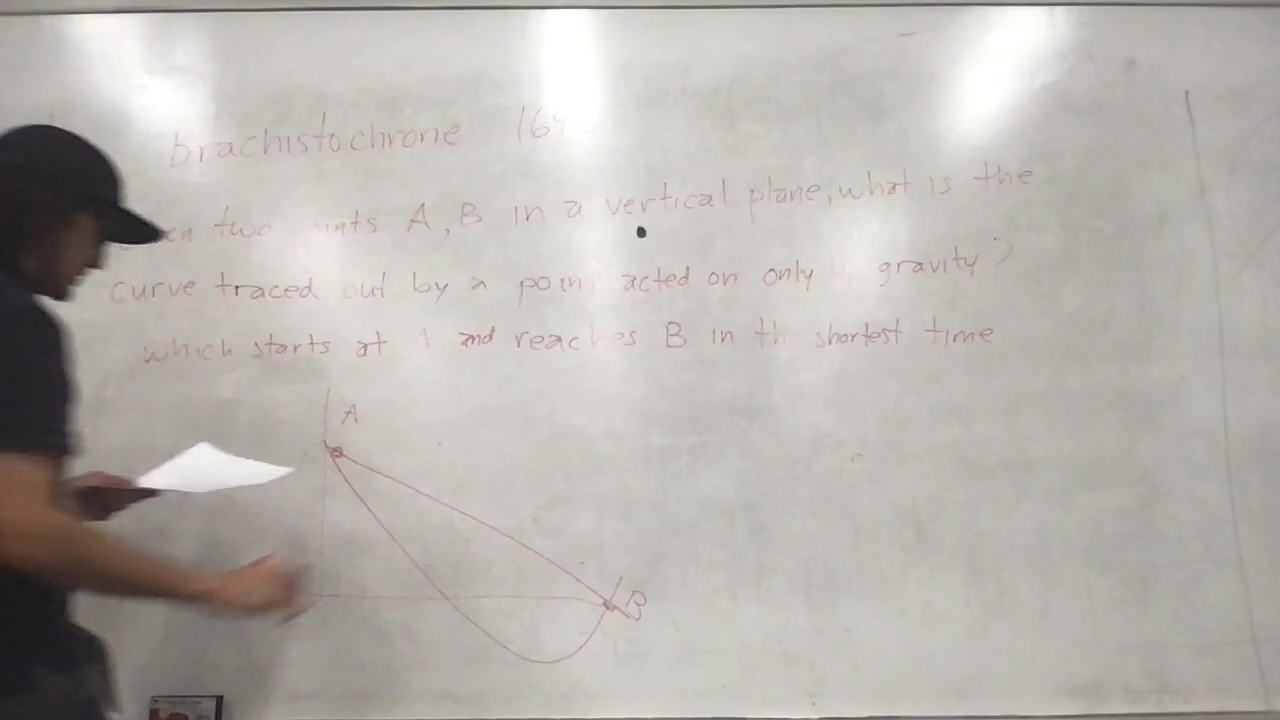 Brachistochrone
two A, B in a vertical plane, what is the
curve traced out by a acted on only gravity?
which starts at and reaches B in the shortest time
A
B